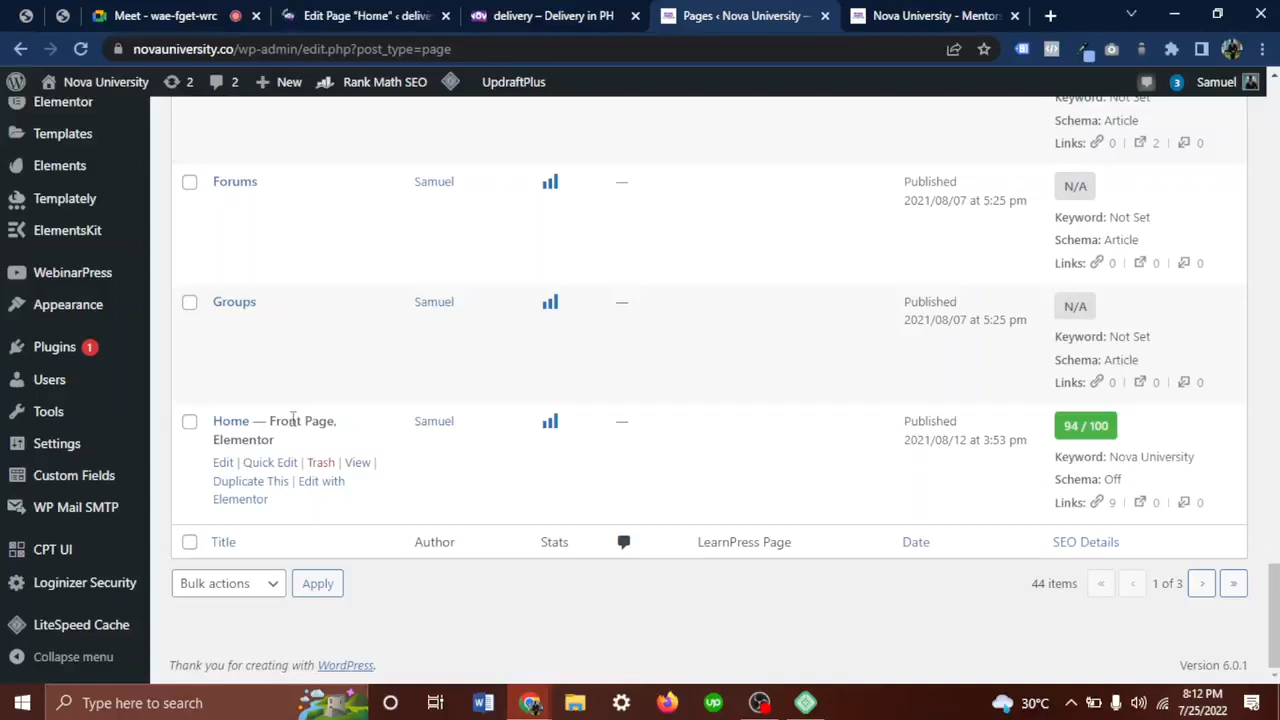 Meet - wae-fget-wrc
Edit Page “Home” ‹ delive
delivery – Delivery in PH
Pages ‹ Nova University —
Nova University - Mentors
novauniversity.co/wp-admin/edit.php?post_type=page
Nova University
2
2
New
Rank Math SEO
UpdraftPlus
3
Samuel
Elementor
Templates
Elements
Templately
ElementsKit
WebinarPress
Appearance
Plugins 1
Users
Tools
Settings
Custom Fields
WP Mail SMTP
CPT UI
Loginizer Security
LiteSpeed Cache
Collapse menu
Keyword: Not Set
Schema: Article
Links: 0 | 2 | 0
Forums
Samuel
—
Published
2021/08/07 at 5:25 pm
N/A
Keyword: Not Set
Schema: Article
Links: 0 | 0 | 0
Groups
Samuel
—
Published
2021/08/07 at 5:25 pm
N/A
Keyword: Not Set
Schema: Article
Links: 0 | 0 | 0
Home — Front Page,
Elementor
Edit | Quick Edit | Trash | View |
Duplicate This | Edit with
Elementor
Samuel
—
Published
2021/08/12 at 3:53 pm
94 / 100
Keyword: Nova University
Schema: Off
Links: 9 | 0 | 0
Title
Author
Stats
LearnPress Page
Date
SEO Details
Bulk actions
Apply
44 items
«
‹
1 of 3
›
»
Thank you for creating with WordPress.
Version 6.0.1
Type here to search
30°C
8:12 PM
7/25/2022